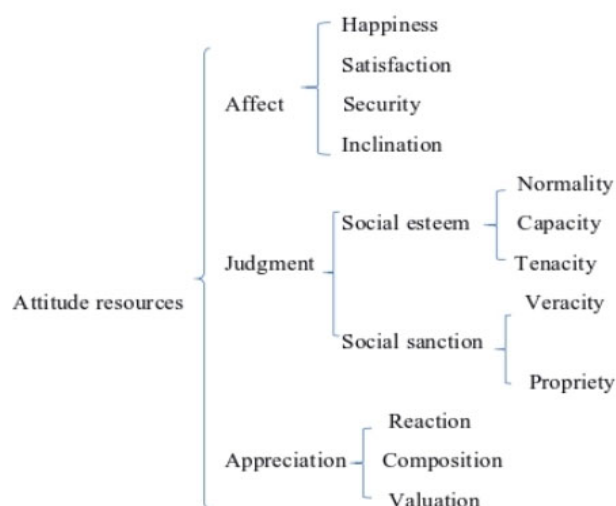 Happiness
Satisfaction
Affect
Security
Inclination
Normality
Social esteem
Capacity
Judgment
Tenacity
Attitude resources
Veracity
Social sanction
Propriety
Reaction
Appreciation
Composition
Valuation